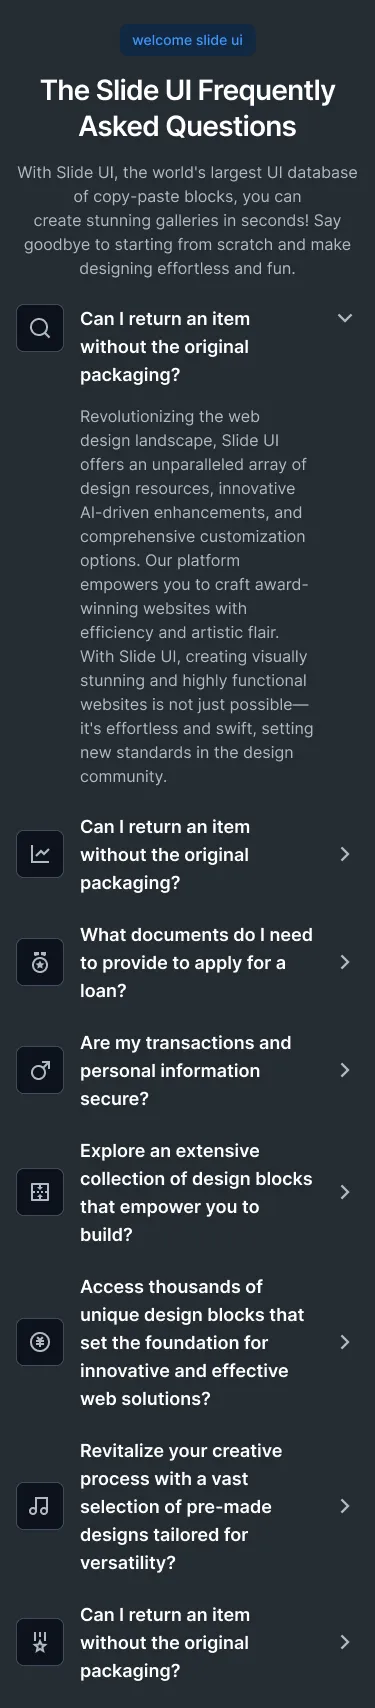 welcome slide ui
The Slide UI Frequently
Asked Questions
With Slide UI, the world's largest UI database
of copy-paste blocks, you can
create stunning galleries in seconds! Say
goodbye to starting from scratch and make
designing effortless and fun.
Can I return an item
without the original
packaging?
Revolutionizing the web
design landscape, Slide UI
offers an unparalleled array of
design resources, innovative
AI-driven enhancements, and
comprehensive customization
options. Our platform
empowers you to craft award-
winning websites with
efficiency and artistic flair.
With Slide UI, creating visually
stunning and highly functional
websites is not just possible—
it's effortless and swift, setting
new standards in the design
community.
Can I return an item
without the original
packaging?
What documents do I need
to provide to apply for a
loan?
Are my transactions and
personal information
secure?
Explore an extensive
collection of design blocks
that empower you to
build?
Access thousands of
unique design blocks that
set the foundation for
innovative and effective
web solutions?
Revitalize your creative
process with a vast
selection of pre-made
designs tailored for
versatility?
Can I return an item
without the original
packaging?